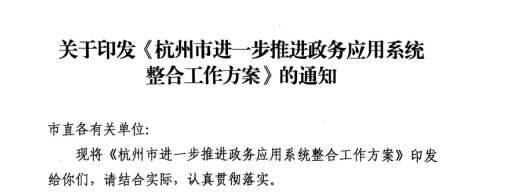 关于印发《杭州市进一步推进政务应用系统
整合工作方案》的通知
市直各有关单位：
现将《杭州市进一步推进政务应用系统整合工作方案》印发
给你们，请结合实际，认真贯彻落实。